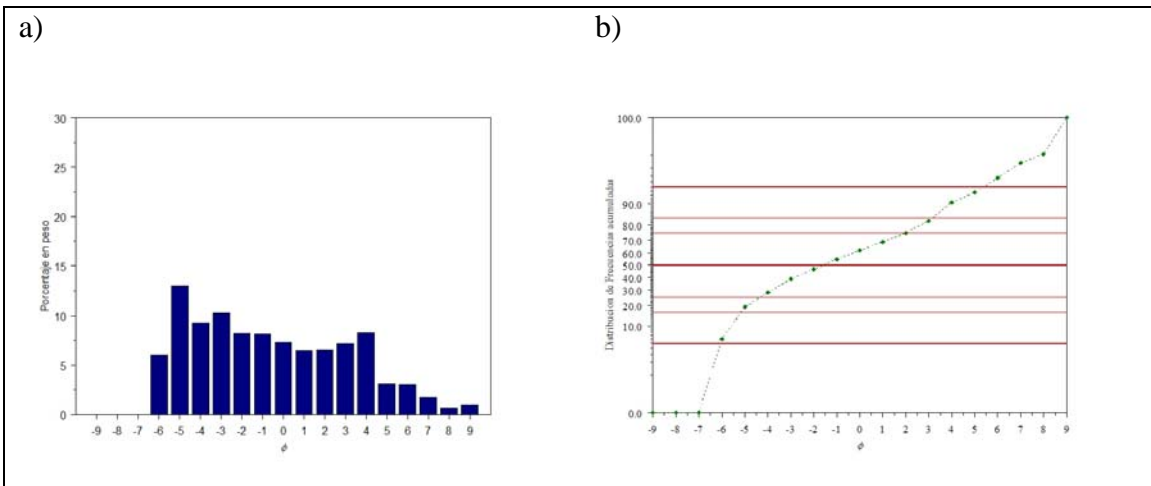 a)
b)
30
25
20
15
10
5
0
Porcentaje en peso
-9 -8 -7 -6 -5 -4 -3 -2 -1 0 1 2 3 4 5 6 7 8 9
ø
100.0
90.0
80.0
70.0
60.0
50.0
40.0
30.0
20.0
10.0
0.0
Distribucion de Frecuencias acumuladas
-9 -8 -7 -6 -5 -4 -3 -2 -1 0 1 2 3 4 5 6 7 8 9
ø